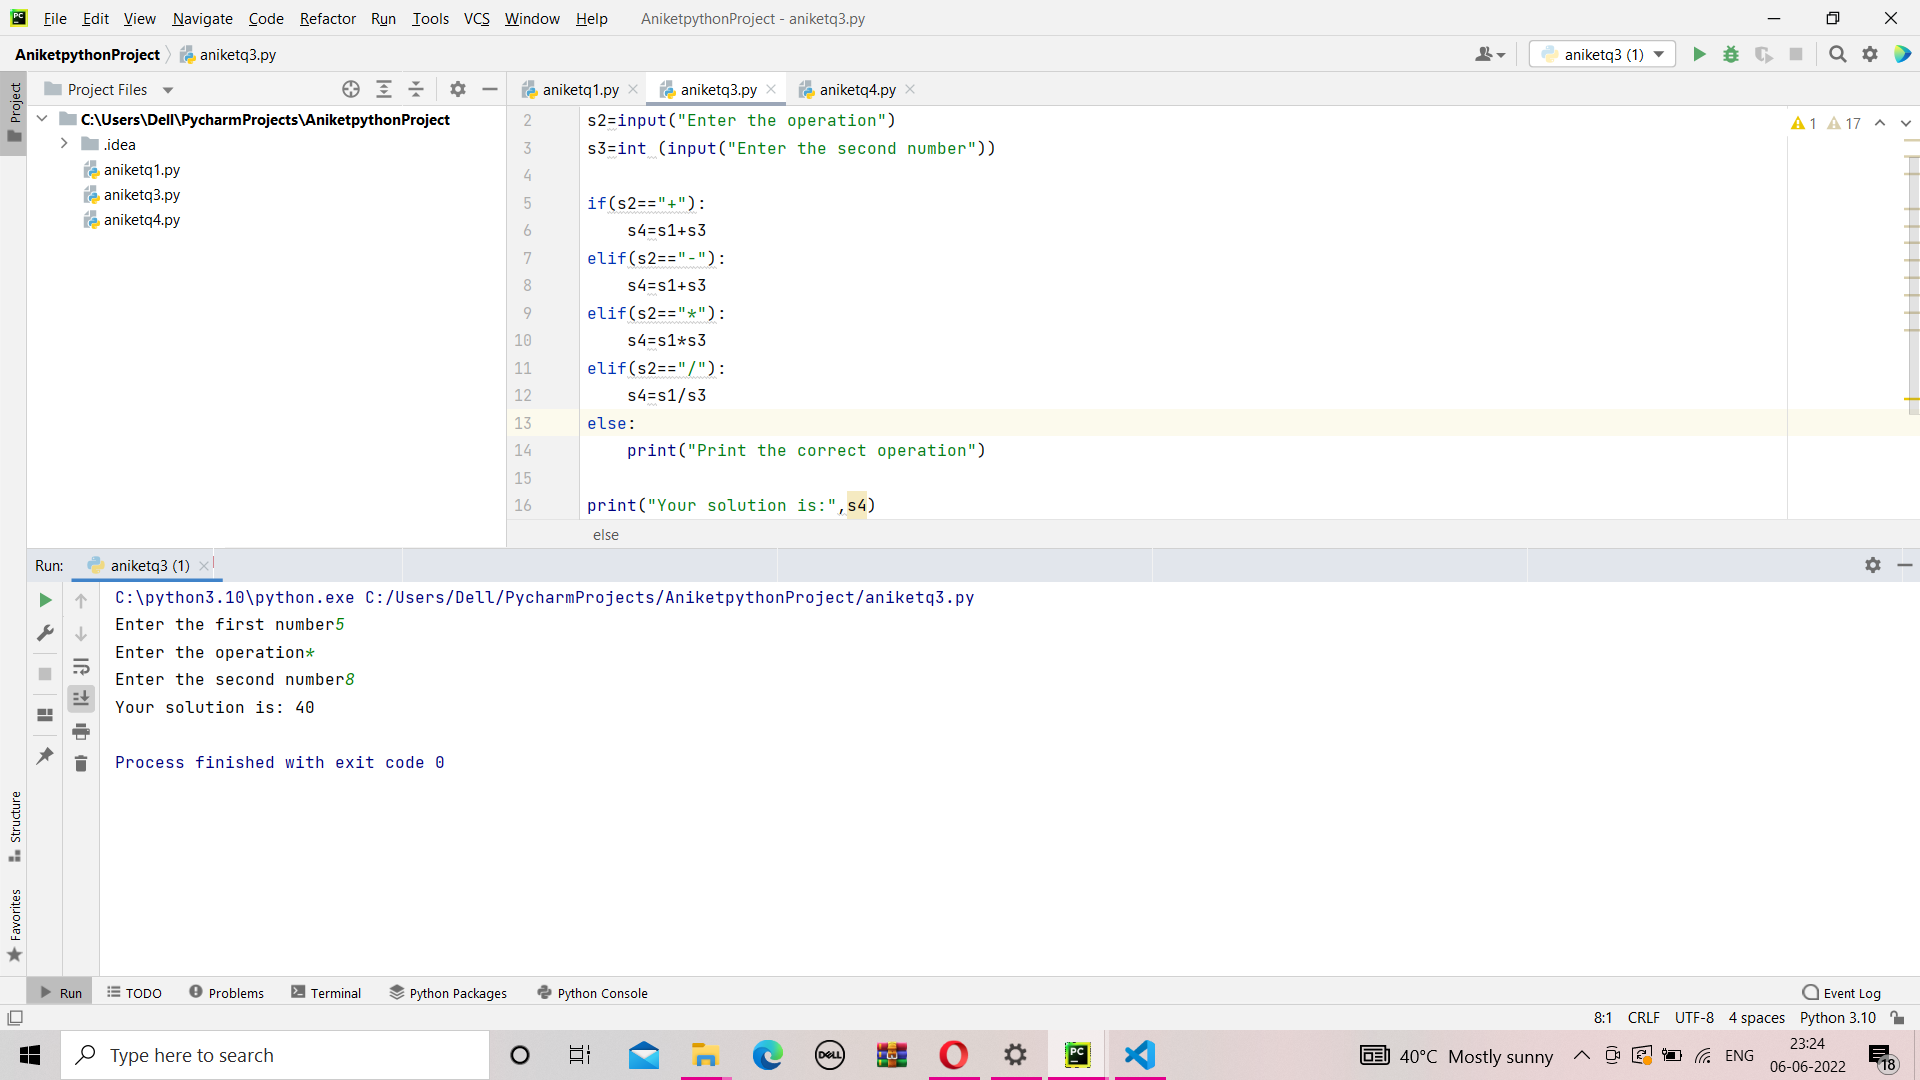 File Edit View Navigate Code Refactor Run Tools VCS Window Help AniketpythonProject - aniketq3.py
AniketpythonProject aniketq3.py
aniketq3 (1)
Project
Project Files
C:\Users\Dell\PycharmProjects\AniketpythonProject
.idea
aniketq1.py
aniketq3.py
aniketq4.py
aniketq1.py aniketq3.py aniketq4.py
1 17
2 s2=input("Enter the operation")
3 s3=int (input("Enter the second number"))
4
5 if(s2=="+"):
6     s4=s1+s3
7 elif(s2=="-"):
8     s4=s1+s3
9 elif(s2=="*"):
10     s4=s1*s3
11 elif(s2=="/"):
12     s4=s1/s3
13 else:
14     print("Print the correct operation")
15
16 print("Your solution is:",s4)
else
Run: aniketq3 (1)
C:\python3.10\python.exe C:/Users/Dell/PycharmProjects/AniketpythonProject/aniketq3.py
Enter the first number5
Enter the operation*
Enter the second number8
Your solution is: 40
Process finished with exit code 0
Structure
Favorites
Run TODO Problems Terminal Python Packages Python Console Event Log
8:1 CRLF UTF-8 4 spaces Python 3.10
Type here to search
DELL
PC
40°C Mostly sunny
ENG
23:24
06-06-2022
18